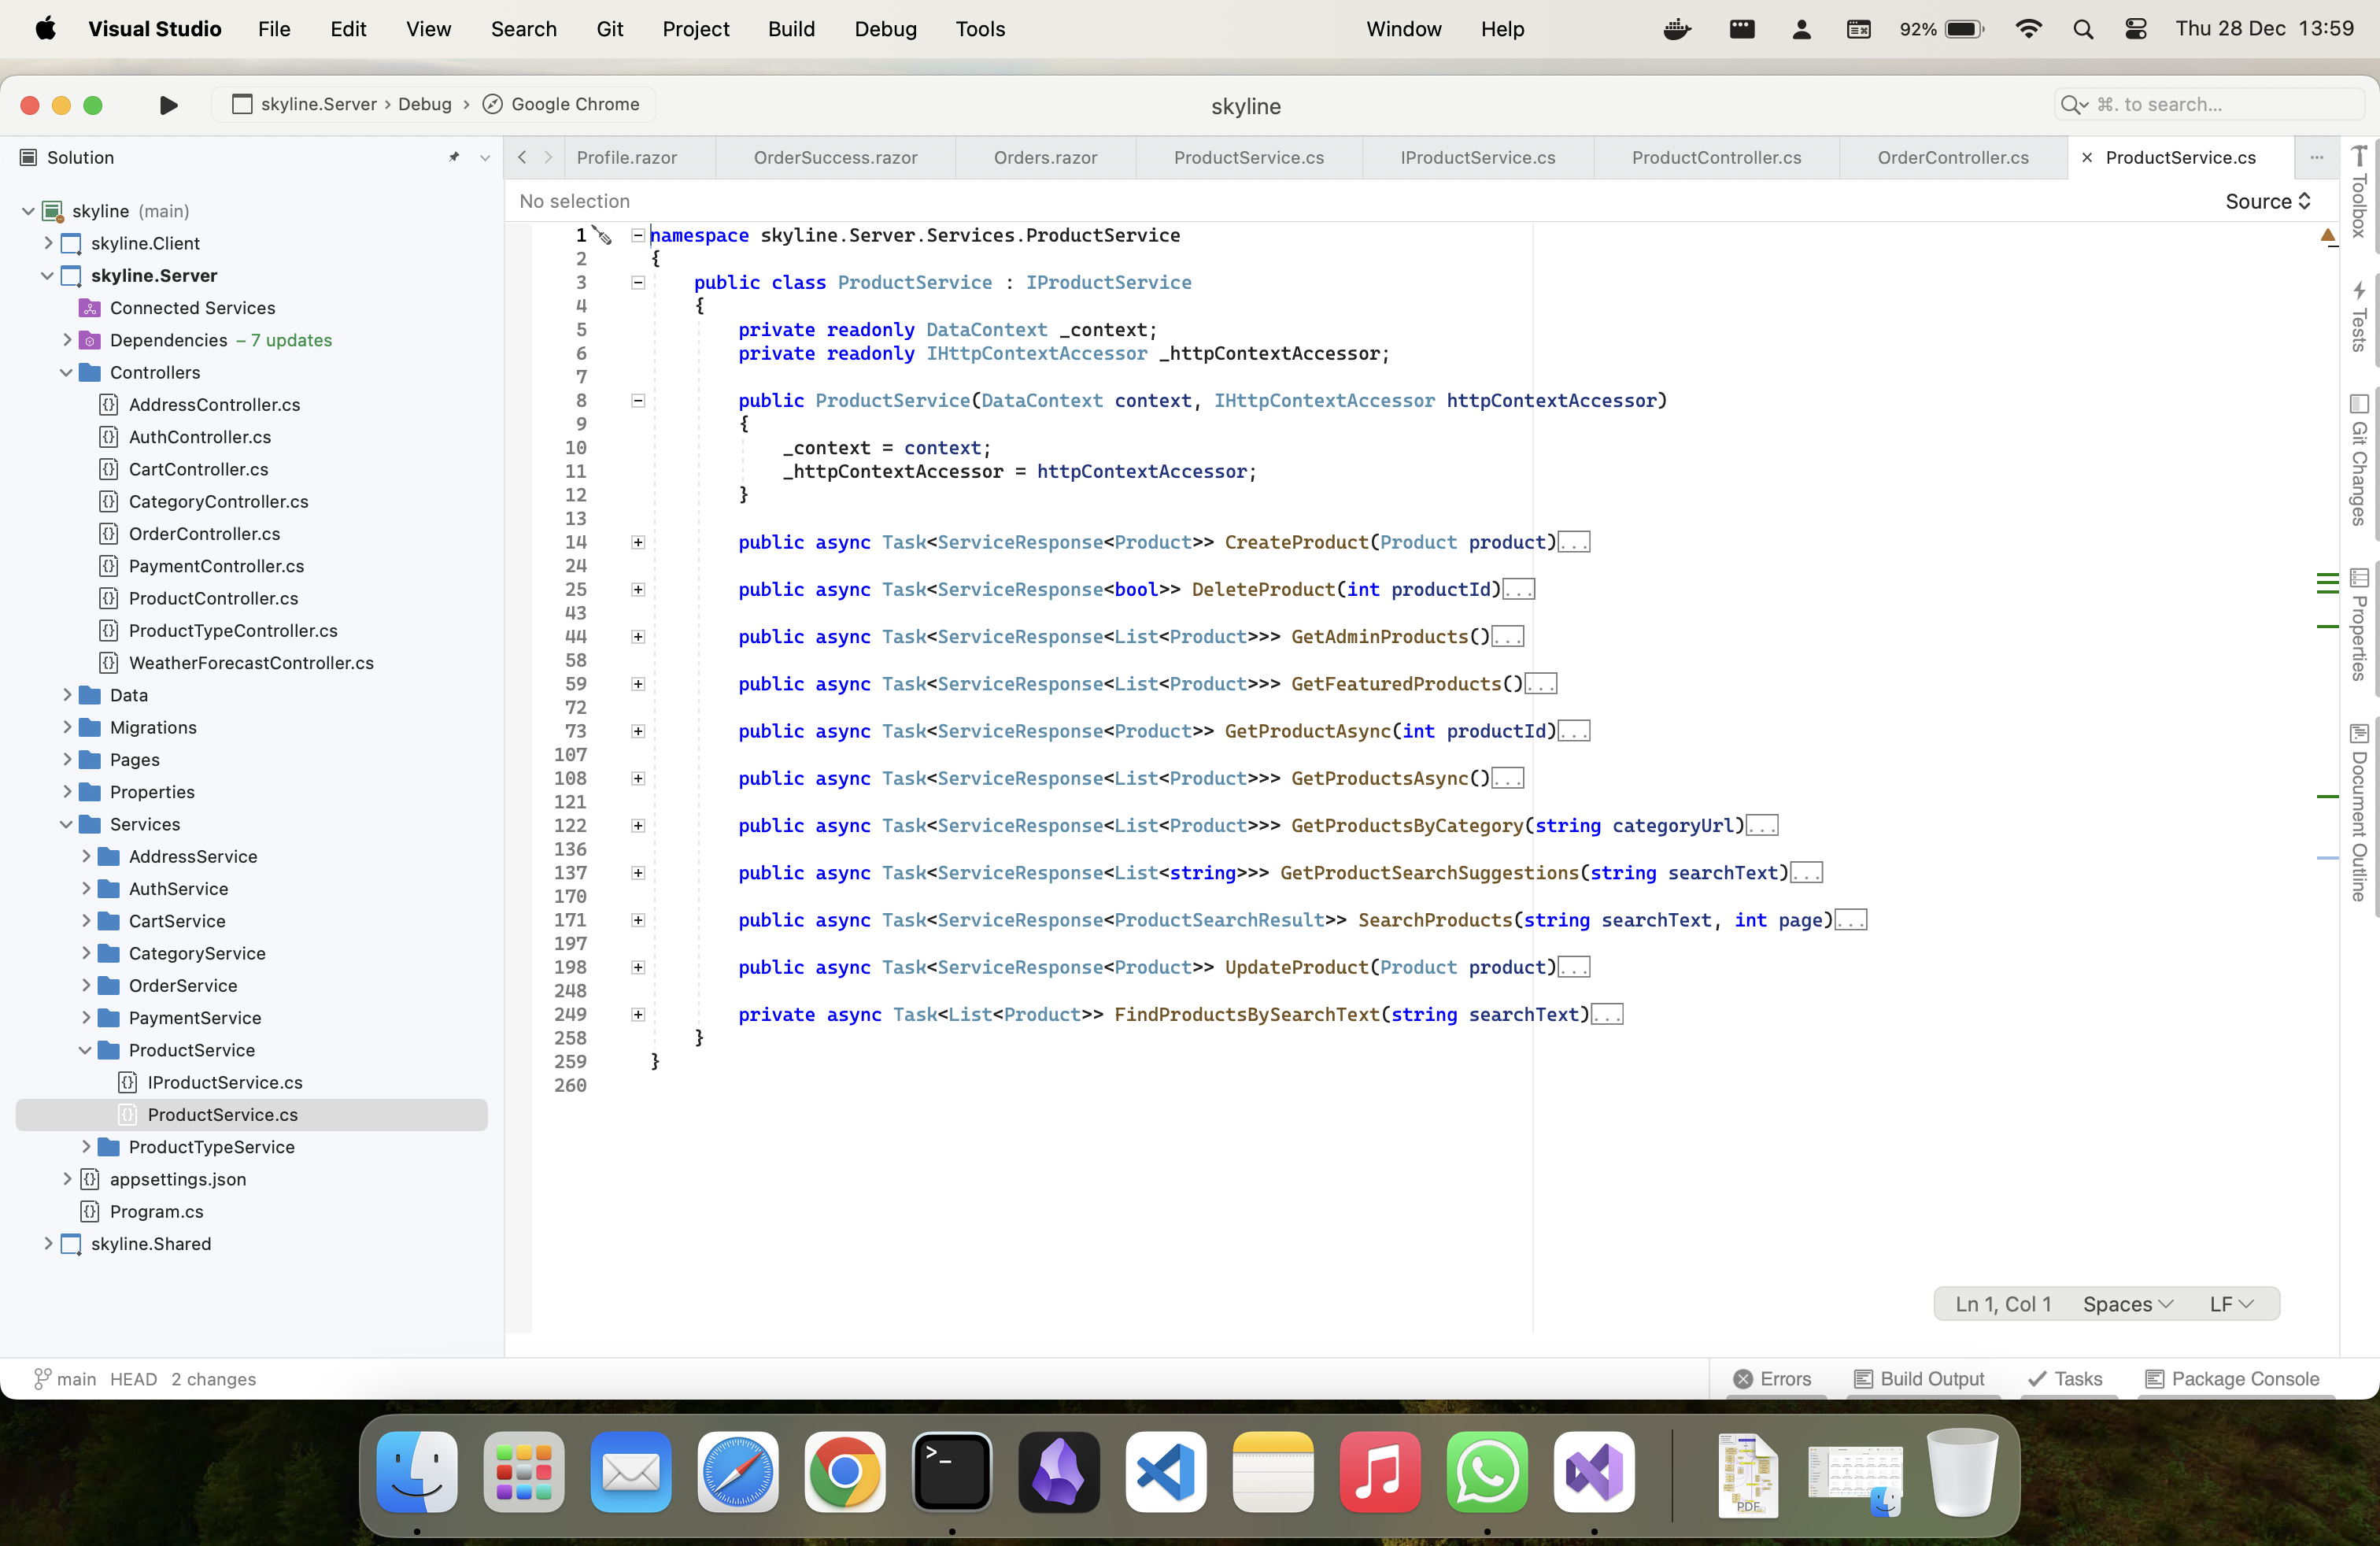 Visual Studio File Edit View Search Git Project Build Debug Tools Window Help 92% Thu 28 Dec 13:59
skyline.Server › Debug › Google Chrome
skyline
⌘. to search...
Solution
skyline (main)
skyline.Client
skyline.Server
Connected Services
Dependencies – 7 updates
Controllers
AddressController.cs
AuthController.cs
CartController.cs
CategoryController.cs
OrderController.cs
PaymentController.cs
ProductController.cs
ProductTypeController.cs
WeatherForecastController.cs
Data
Migrations
Pages
Properties
Services
AddressService
AuthService
CartService
CategoryService
OrderService
PaymentService
ProductService
IProductService.cs
ProductService.cs
ProductTypeService
appsettings.json
Program.cs
skyline.Shared
Profile.razor OrderSuccess.razor Orders.razor ProductService.cs IProductService.cs ProductController.cs OrderController.cs × ProductService.cs ...
No selection
Source
1 namespace skyline.Server.Services.ProductService
2 {
3 public class ProductService : IProductService
4 {
5 private readonly DataContext _context;
6 private readonly IHttpContextAccessor _httpContextAccessor;
7
8 public ProductService(DataContext context, IHttpContextAccessor httpContextAccessor)
9 {
10 _context = context;
11 _httpContextAccessor = httpContextAccessor;
12 }
13
14 public async Task<ServiceResponse<Product>> CreateProduct(Product product)...
24
25 public async Task<ServiceResponse<bool>> DeleteProduct(int productId)...
43
44 public async Task<ServiceResponse<List<Product>>> GetAdminProducts()...
58
59 public async Task<ServiceResponse<List<Product>>> GetFeaturedProducts()...
72
73 public async Task<ServiceResponse<Product>> GetProductAsync(int productId)...
107
108 public async Task<ServiceResponse<List<Product>>> GetProductsAsync()...
121
122 public async Task<ServiceResponse<List<Product>>> GetProductsByCategory(string categoryUrl)...
136
137 public async Task<ServiceResponse<List<string>>> GetProductSearchSuggestions(string searchText)...
170
171 public async Task<ServiceResponse<ProductSearchResult>> SearchProducts(string searchText, int page)...
197
198 public async Task<ServiceResponse<Product>> UpdateProduct(Product product)...
248
249 private async Task<List<Product>> FindProductsBySearchText(string searchText)...
258 }
259 }
260
Toolbox
Tests
Git Changes
Properties
Document Outline
Ln 1, Col 1 Spaces LF
main HEAD 2 changes
Errors Build Output Tasks Package Console
>_
PDF